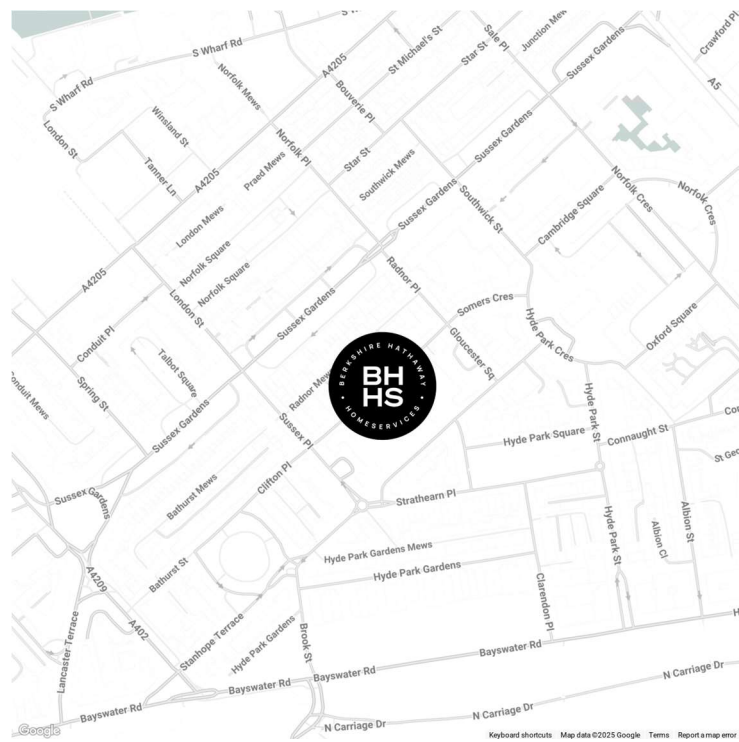 S W
S Wharf Rd
Sale Pl
Junction Mew
Crawford Pl
St Michael's St
Star St
Sussex Gardens
A4205
A5
S Wharf Rd
Norfolk Mews
Bouverie Pl
London St
Winsland St
Norfolk Pl
Star St
Sussex Gardens
Tanner Ln
Praed Mews
Southwick Mews
A4205
Norfolk Cres
Norfolk Cres
Southwick St
Cambridge Square
Sussex Gardens
London Mews
Norfolk Square
Norfolk Square
A4205
Radnor Pl
London St
Sussex Gardens
Somers Cres
Oxford Square
Hyde Park Cres
Conduit Pl
Gloucester Sq
Talbot Square
BERKSHIRE HATHAWAY
BH
HS
HOMESERVICES
Radnor Mew
Conduit Mews
Spring St
Hyde Park St
Sussex Gardens
Sussex Pl
Hyde Park Square
Connaught St
Con
St Geo
Clifton Pl
Bathurst Mews
Sussex Gardens
Strathearn Pl
Albion St
Albion Cl
Hyde Park St
Hyde Park Gardens Mews
Hyde Park Gardens
Bathurst St
A4209
Clarendon Pl
A402
Lancaster Terrace
Stanhope Terrace
Hyde Park Gardens
Brook St
H
Bayswater Rd
Bayswater Rd
Bayswater Rd
Bayswater Rd
N Carriage Dr
N Carriage Dr
N Carriage Dr
Google
Keyboard shortcuts Map data ©2025 Google Terms Report a map error